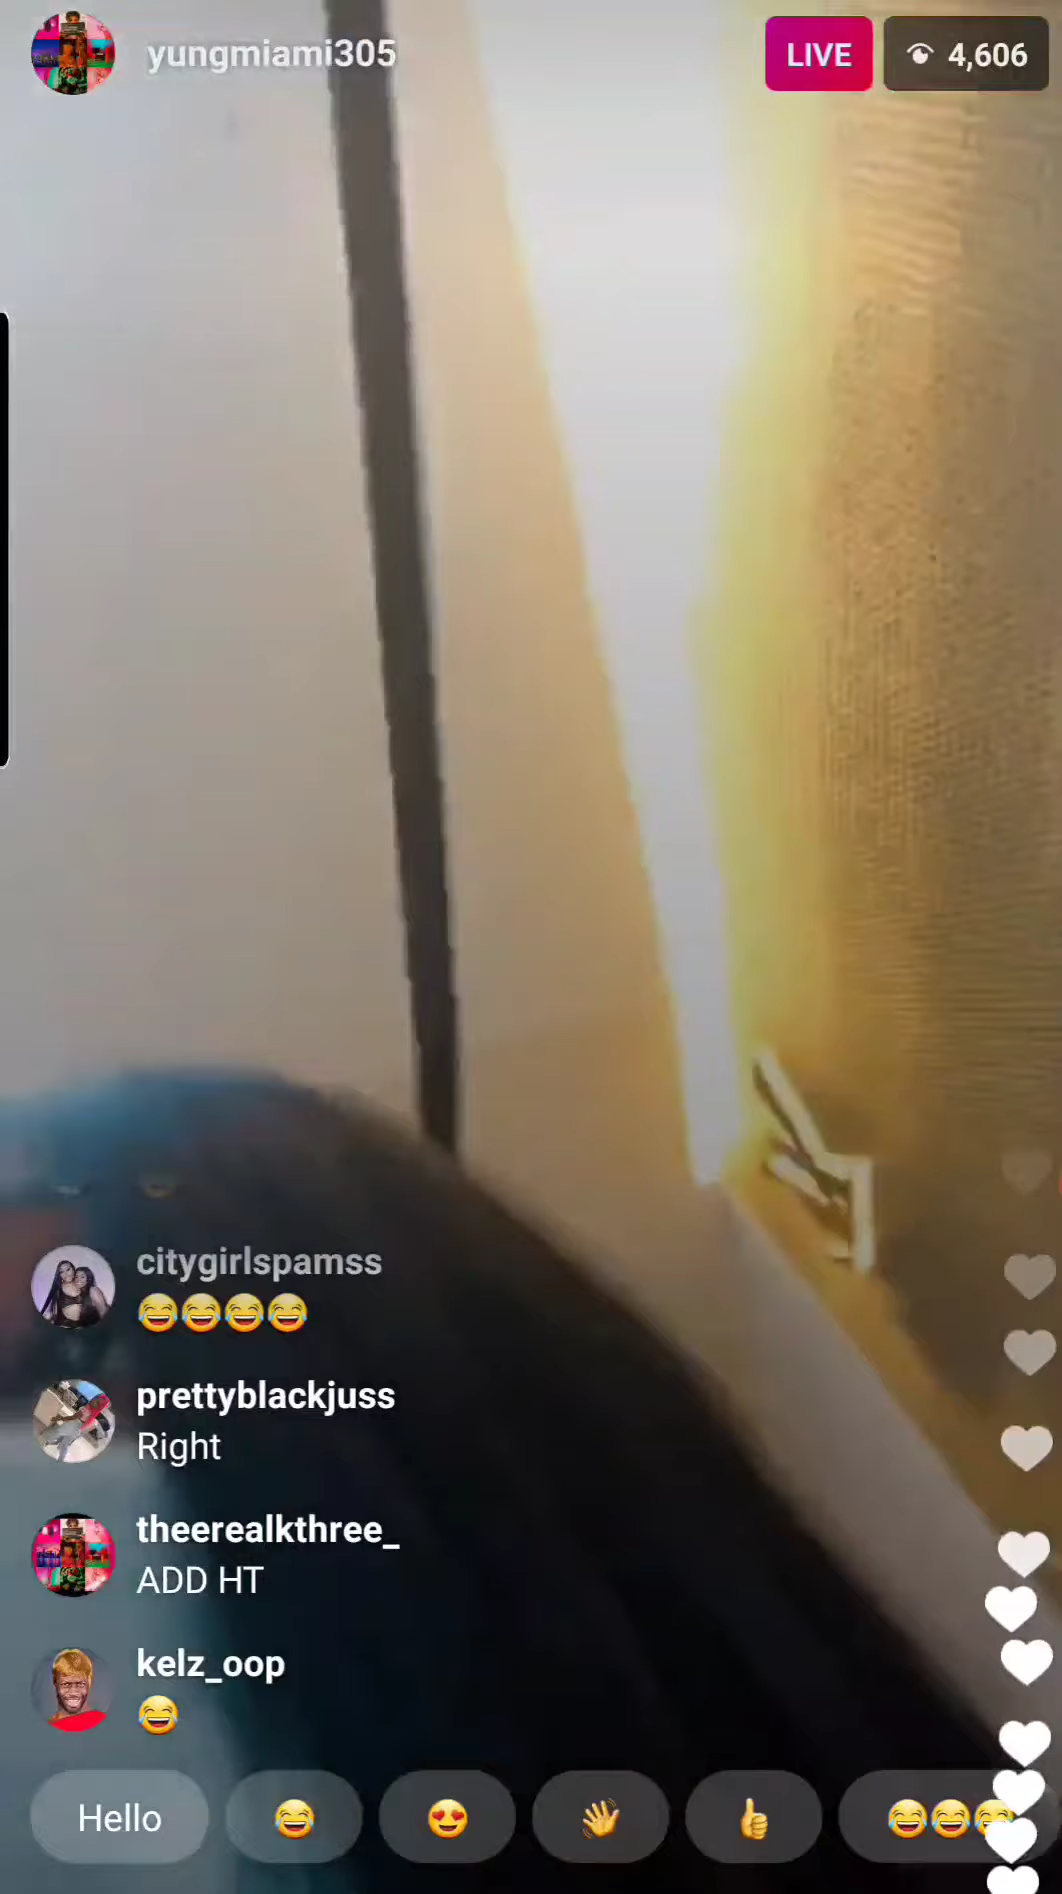 yungmiami305
LIVE
4,606
citygirlspamss
😂😂😂😂
prettyblackjuss
Right
theerealkthree_
ADD HT
kelz_oop
😂
Hello 😂 😍 👋 👍 😂😂😂